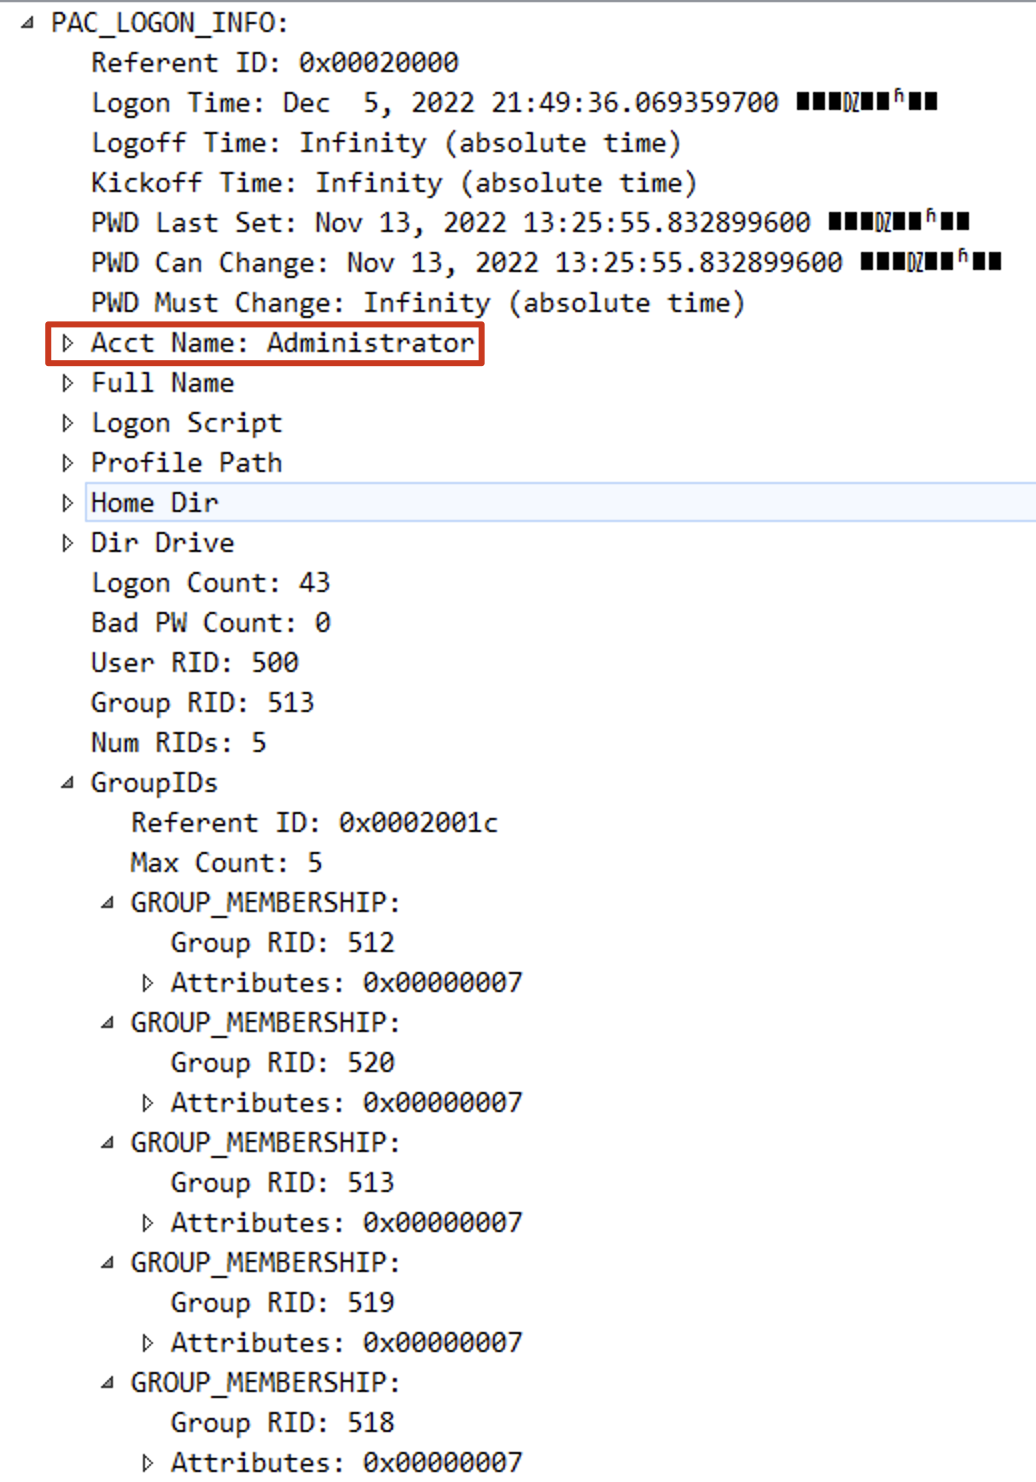 PAC_LOGON_INFO:
Referent ID: 0x00020000
Logon Time: Dec  5, 2022 21:49:36.069359700
Logoff Time: Infinity (absolute time)
Kickoff Time: Infinity (absolute time)
PWD Last Set: Nov 13, 2022 13:25:55.832899600
PWD Can Change: Nov 13, 2022 13:25:55.832899600
PWD Must Change: Infinity (absolute time)
Acct Name: Administrator
Full Name
Logon Script
Profile Path
Home Dir
Dir Drive
Logon Count: 43
Bad PW Count: 0
User RID: 500
Group RID: 513
Num RIDs: 5
GroupIDs
Referent ID: 0x0002001c
Max Count: 5
GROUP_MEMBERSHIP:
Group RID: 512
Attributes: 0x00000007
GROUP_MEMBERSHIP:
Group RID: 520
Attributes: 0x00000007
GROUP_MEMBERSHIP:
Group RID: 513
Attributes: 0x00000007
GROUP_MEMBERSHIP:
Group RID: 519
Attributes: 0x00000007
GROUP_MEMBERSHIP:
Group RID: 518
Attributes: 0x00000007